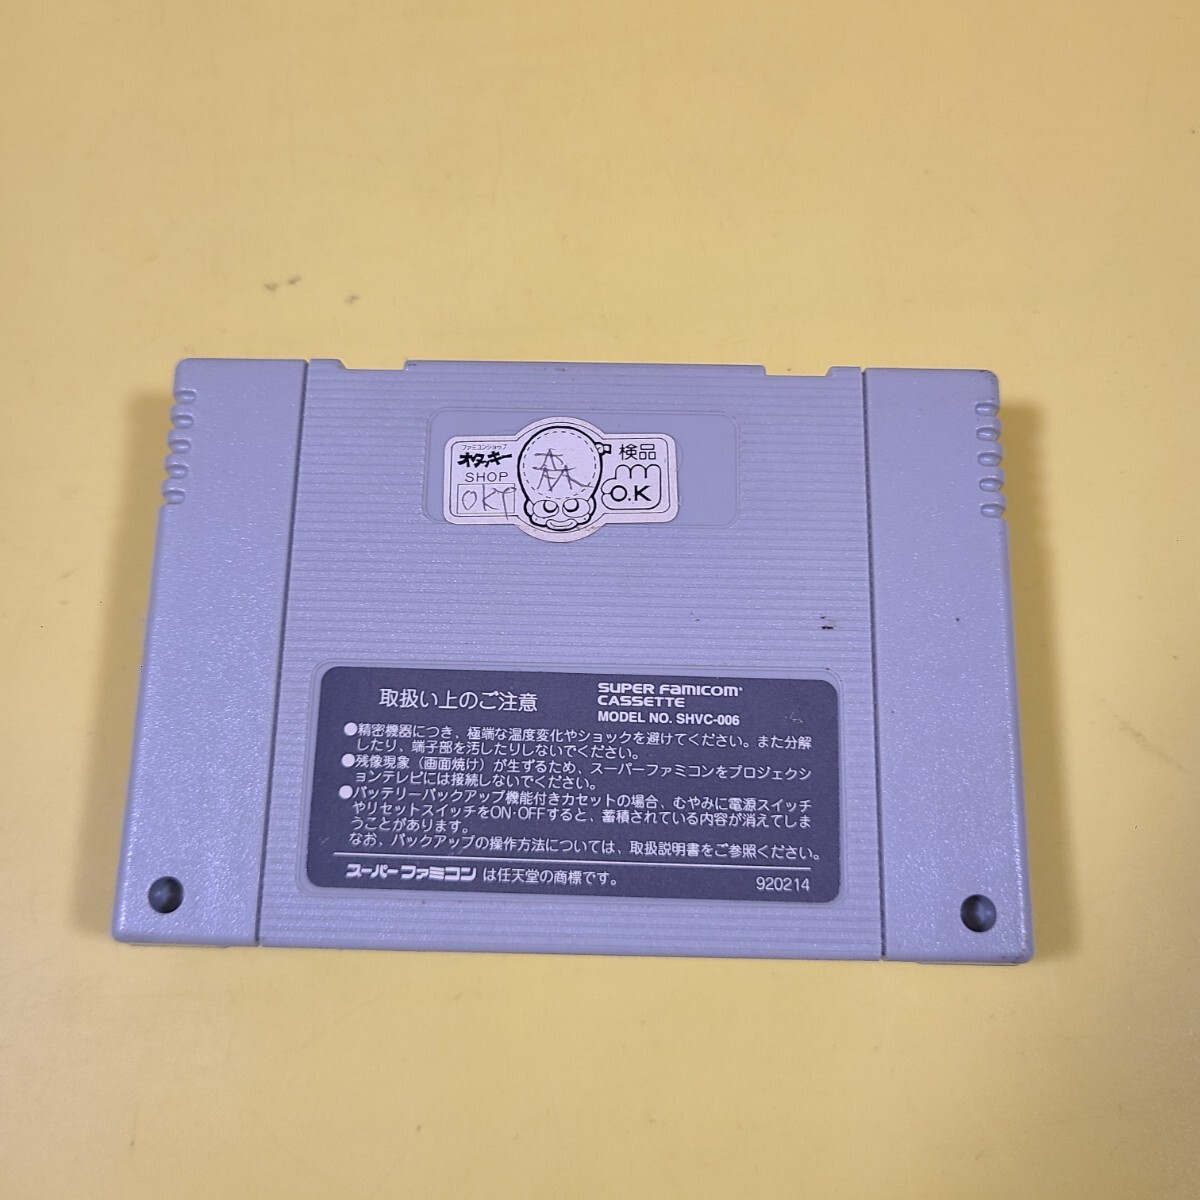 ファミコンショップ
オタッキー
SHOP
OKP
森
検品
O.K
取扱い上のご注意
SUPER FAMICOM
CASSETTE
MODEL NO. SHVC-006
●精密機器につき、極端な温度変化やショックを避けてください。また分解
したり、端子部を汚したりしないでください。
●残像現象（画面焼け）が生ずるため、スーパーファミコンをプロジェクシ
ョンテレビには接続しないでください。
●バッテリーバックアップ機能付きカセットの場合、むやみに電源スイッチ
やリセットスイッチをON・OFFすると、蓄積されている内容が消えてしま
うことがあります。
なお、バックアップの操作方法については、取扱説明書をご参照ください。
スーパーファミコン は任天堂の商標です。
920214